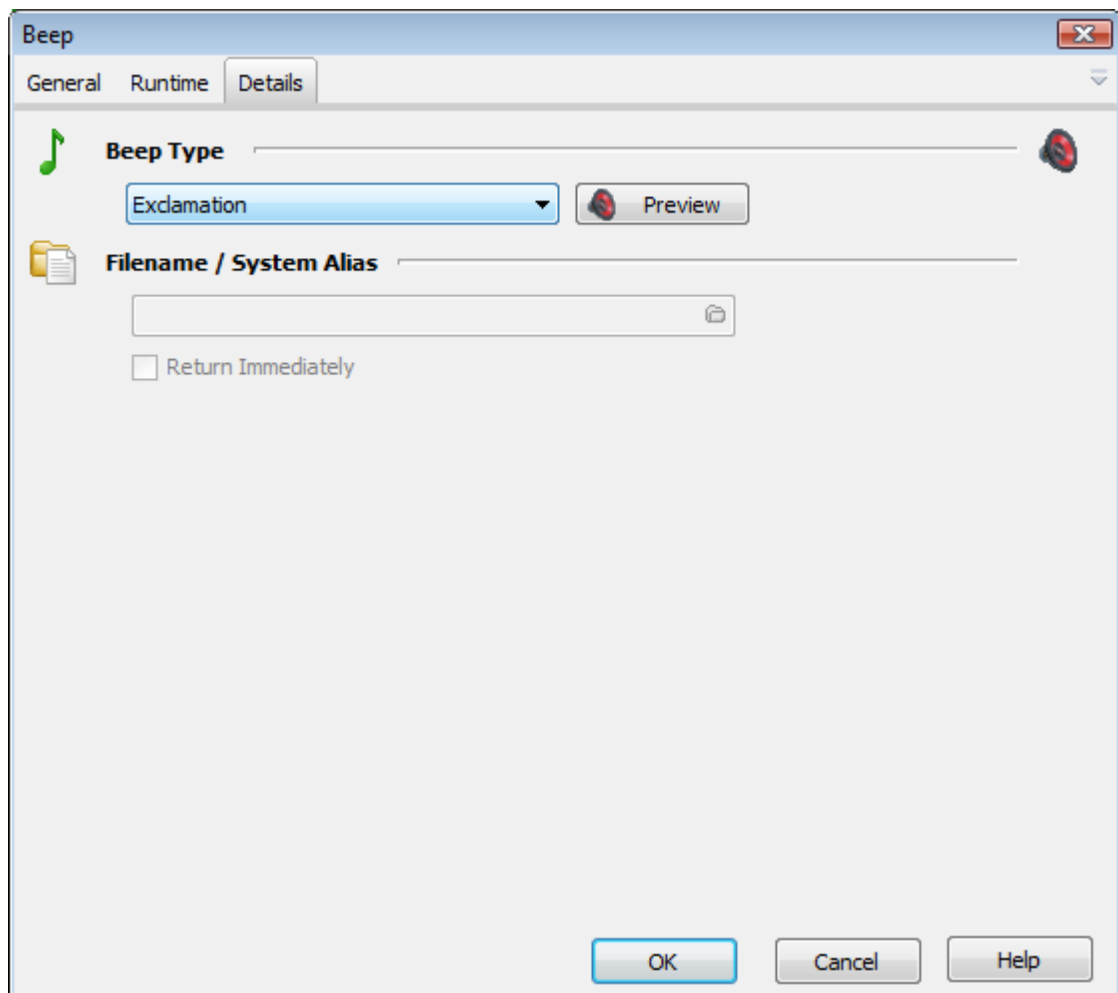 Beep
General Runtime Details
Beep Type
Exclamation Preview
Filename / System Alias
Return Immediately
OK Cancel Help